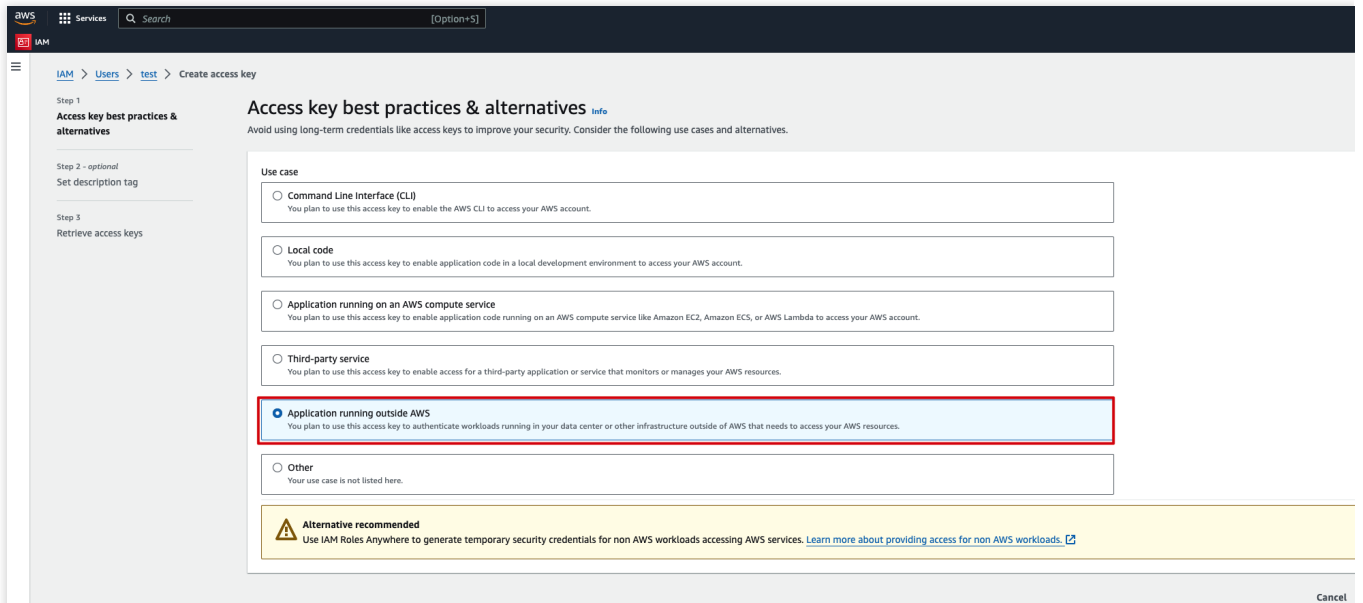 aws
Services
Search
[Option+S]
IAM
IAM > Users > test > Create access key
Step 1
Access key best practices &
alternatives
Step 2 - optional
Set description tag
Step 3
Retrieve access keys
Access key best practices & alternatives Info
Avoid using long-term credentials like access keys to improve your security. Consider the following use cases and alternatives.
Use case
Command Line Interface (CLI)
You plan to use this access key to enable the AWS CLI to access your AWS account.
Local code
You plan to use this access key to enable application code in a local development environment to access your AWS account.
Application running on an AWS compute service
You plan to use this access key to enable application code running on an AWS compute service like Amazon EC2, Amazon ECS, or AWS Lambda to access your AWS account.
Third-party service
You plan to use this access key to enable access for a third-party application or service that monitors or manages your AWS resources.
Application running outside AWS
You plan to use this access key to authenticate workloads running in your data center or other infrastructure outside of AWS that needs to access your AWS resources.
Other
Your use case is not listed here.
Alternative recommended
Use IAM Roles Anywhere to generate temporary security credentials for non AWS workloads accessing AWS services. Learn more about providing access for non AWS workloads.
Cancel